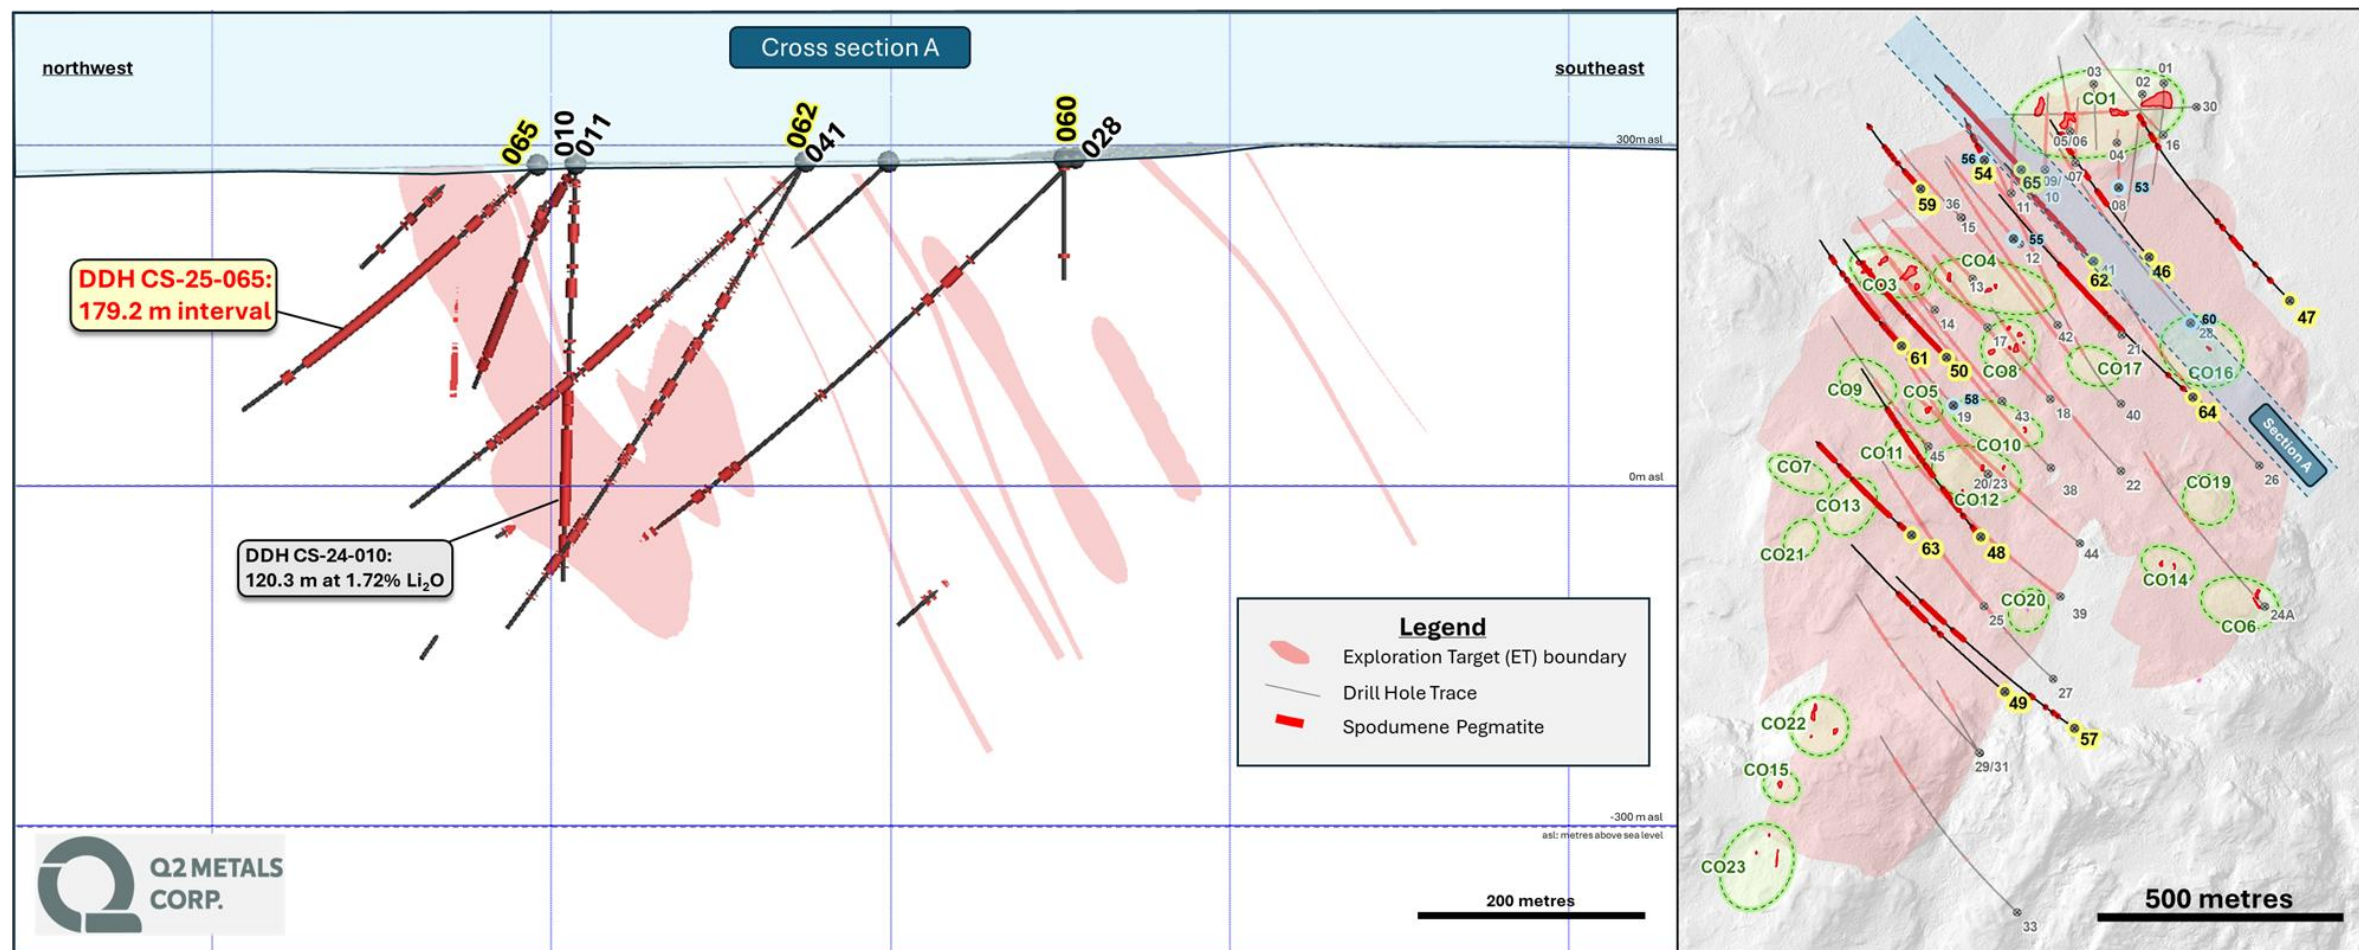 Cross section A
northwest
southeast
065
010
011
062
041
060
028
300m asl
DDH CS-25-065:
179.2 m interval
0m asl
DDH CS-24-010:
120.3 m at 1.72% Li₂O
Legend
Exploration Target (ET) boundary
Drill Hole Trace
Spodumene Pegmatite
-300 m asl
asl: metres above sea level
Q2 METALS
CORP.
200 metres
01
03
02
CO1
30
05/06
04
16
56
54
07
65
09/
10
53
08
59
36
11
15
55
12
41
46
62
CO4
CO3
13
47
14
60
28
42
17
21
61
50
CO8
CO17
CO16
CO9
CO5
58
19
43
18
40
64
CO10
Section A
CO11
45
CO7
20/23
CO12
38
22
26
CO19
CO13
CO21
63
48
44
CO14
CO20
25
39
CO6
24A
27
49
57
CO22
29/31
CO15
CO23
500 metres
33